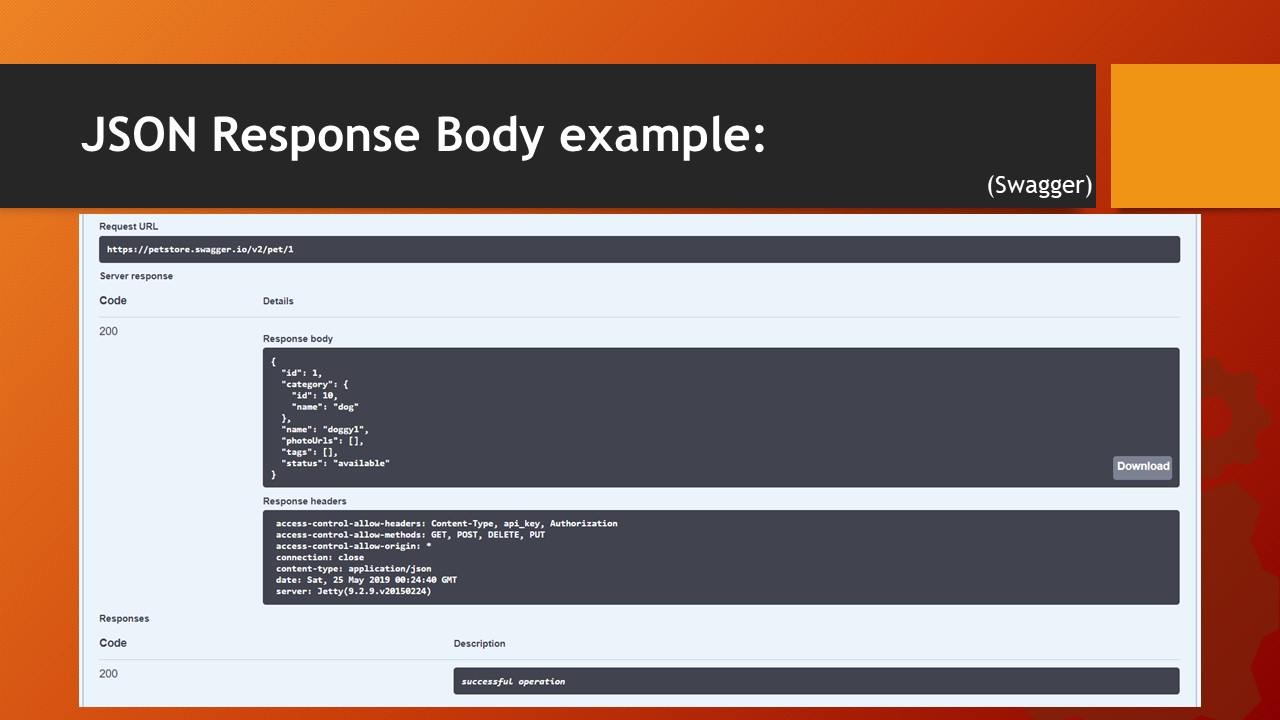 JSON Response Body example:
(Swagger)
Request URL
https://petstore.swagger.io/v2/pet/1
Server response
Code Details
200
Response body
{
"id": 1,
"category": {
"id": 10,
"name": "dog"
},
"name": "doggy1",
"photoUrls": [],
"tags": [],
"status": "available"
}
Download
Response headers
access-control-allow-headers: Content-Type, api_key, Authorization
access-control-allow-methods: GET, POST, DELETE, PUT
access-control-allow-origin: *
connection: close
content-type: application/json
date: Sat, 25 May 2019 00:24:40 GMT
server: Jetty(9.2.9.v20150224)
Responses
Code Description
200
successful operation